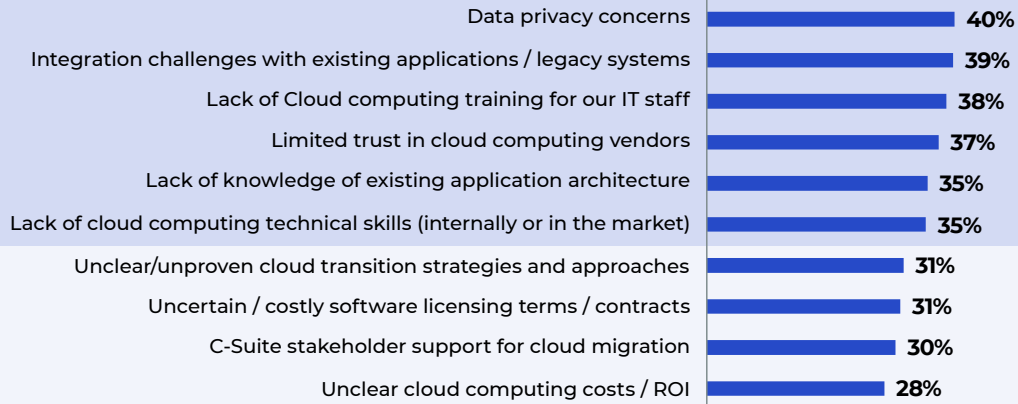 Data privacy concerns 40%
Integration challenges with existing applications / legacy systems 39%
Lack of Cloud computing training for our IT staff 38%
Limited trust in cloud computing vendors 37%
Lack of knowledge of existing application architecture 35%
Lack of cloud computing technical skills (internally or in the market) 35%
Unclear/unproven cloud transition strategies and approaches 31%
Uncertain / costly software licensing terms / contracts 31%
C-Suite stakeholder support for cloud migration 30%
Unclear cloud computing costs / ROI 28%